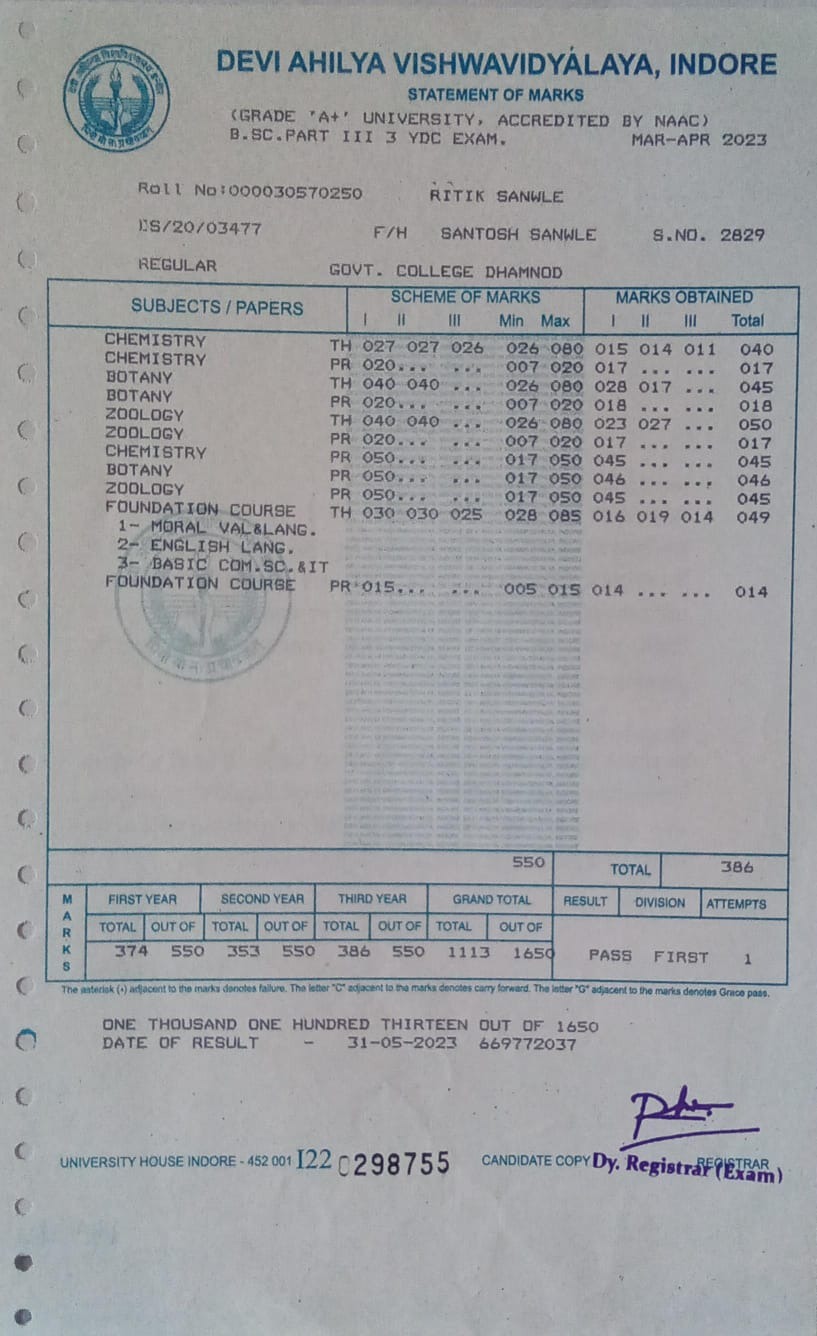 DEVI AHILYA VISHWAVIDYALAYA, INDORE
STATEMENT OF MARKS
(GRADE 'A+' UNIVERSITY, ACCREDITED BY NAAC)
B.SC.PART III 3 YDC EXAM. MAR-APR 2023
Roll No:000030570250 RITIK SANWLE
DS/20/03477 F/H SANTOSH SANWLE S.NO. 2829
REGULAR GOVT. COLLEGE DHAMNOD
SUBJECTS / PAPERS SCHEME OF MARKS MARKS OBTAINED
I II III Min Max I II III Total
CHEMISTRY TH 027 027 026 026 080 015 014 011 040
CHEMISTRY PR 020... ... 007 020 017 ... ... 017
BOTANY TH 040 040 ... 026 080 028 017 ... 045
BOTANY PR 020... ... 007 020 018 ... ... 018
ZOOLOGY TH 040 040 ... 026 080 023 027 ... 050
ZOOLOGY PR 020... ... 007 020 017 ... ... 017
CHEMISTRY PR 050... ... 017 050 045 ... ... 045
BOTANY PR 050... ... 017 050 046 ... ... 046
ZOOLOGY PR 050... ... 017 050 045 ... ... 045
FOUNDATION COURSE TH 030 030 025 028 085 016 019 014 049
1- MORAL VAL&LANG.
2- ENGLISH LANG.
3- BASIC COM.SC.&IT
FOUNDATION COURSE PR 015... ... 005 015 014 ... ... 014
550 TOTAL 386
MARKS FIRST YEAR SECOND YEAR THIRD YEAR GRAND TOTAL RESULT DIVISION ATTEMPTS
TOTAL OUT OF TOTAL OUT OF TOTAL OUT OF TOTAL OUT OF
374 550 353 550 386 550 1113 1650 PASS FIRST 1
The asterisk (*) adjacent to the marks denotes failure. The letter "C" adjacent to the marks denotes carry forward. The letter "G" adjacent to the marks denotes Grace pass.
ONE THOUSAND ONE HUNDRED THIRTEEN OUT OF 1650
DATE OF RESULT - 31-05-2023 669772037
UNIVERSITY HOUSE INDORE - 452 001 I22 C298755 CANDIDATE COPY REGISTRAR
Dy. Registrar (Exam)